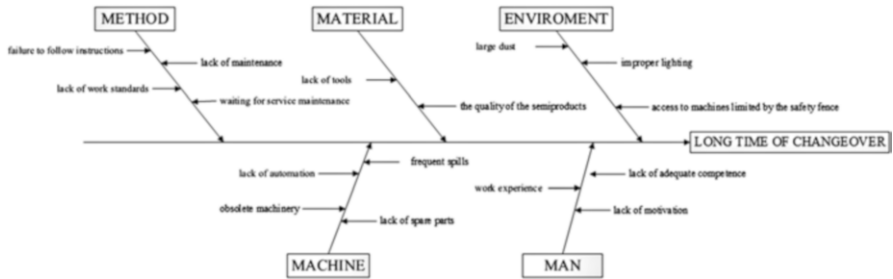 METHOD
MATERIAL
ENVIROMENT
failure to follow instructions
lack of maintenance
lack of work standards
waiting for service maintenance
lack of tools
the quality of the semiproducts
large dust
improper lighting
access to machines limited by the safety fence
LONG TIME OF CHANGEOVER
frequent spills
lack of automation
obsolete machinery
lack of spare parts
lack of adequate competence
work experience
lack of motivation
MACHINE
MAN